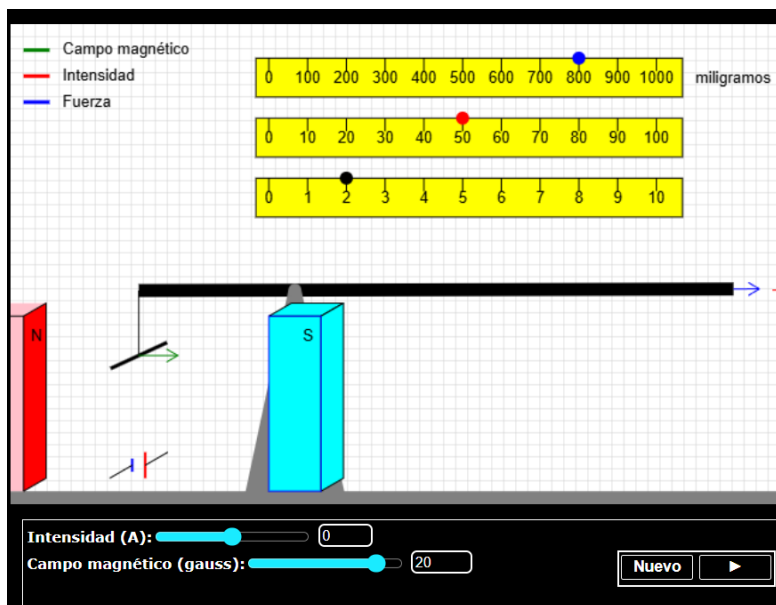 Campo magnético
Intensidad
Fuerza
0 100 200 300 400 500 600 700 800 900 1000 miligramos
0 10 20 30 40 50 60 70 80 90 100
0 1 2 3 4 5 6 7 8 9 10
N
S
Intensidad (A): 0
Campo magnético (gauss): 20
Nuevo ►